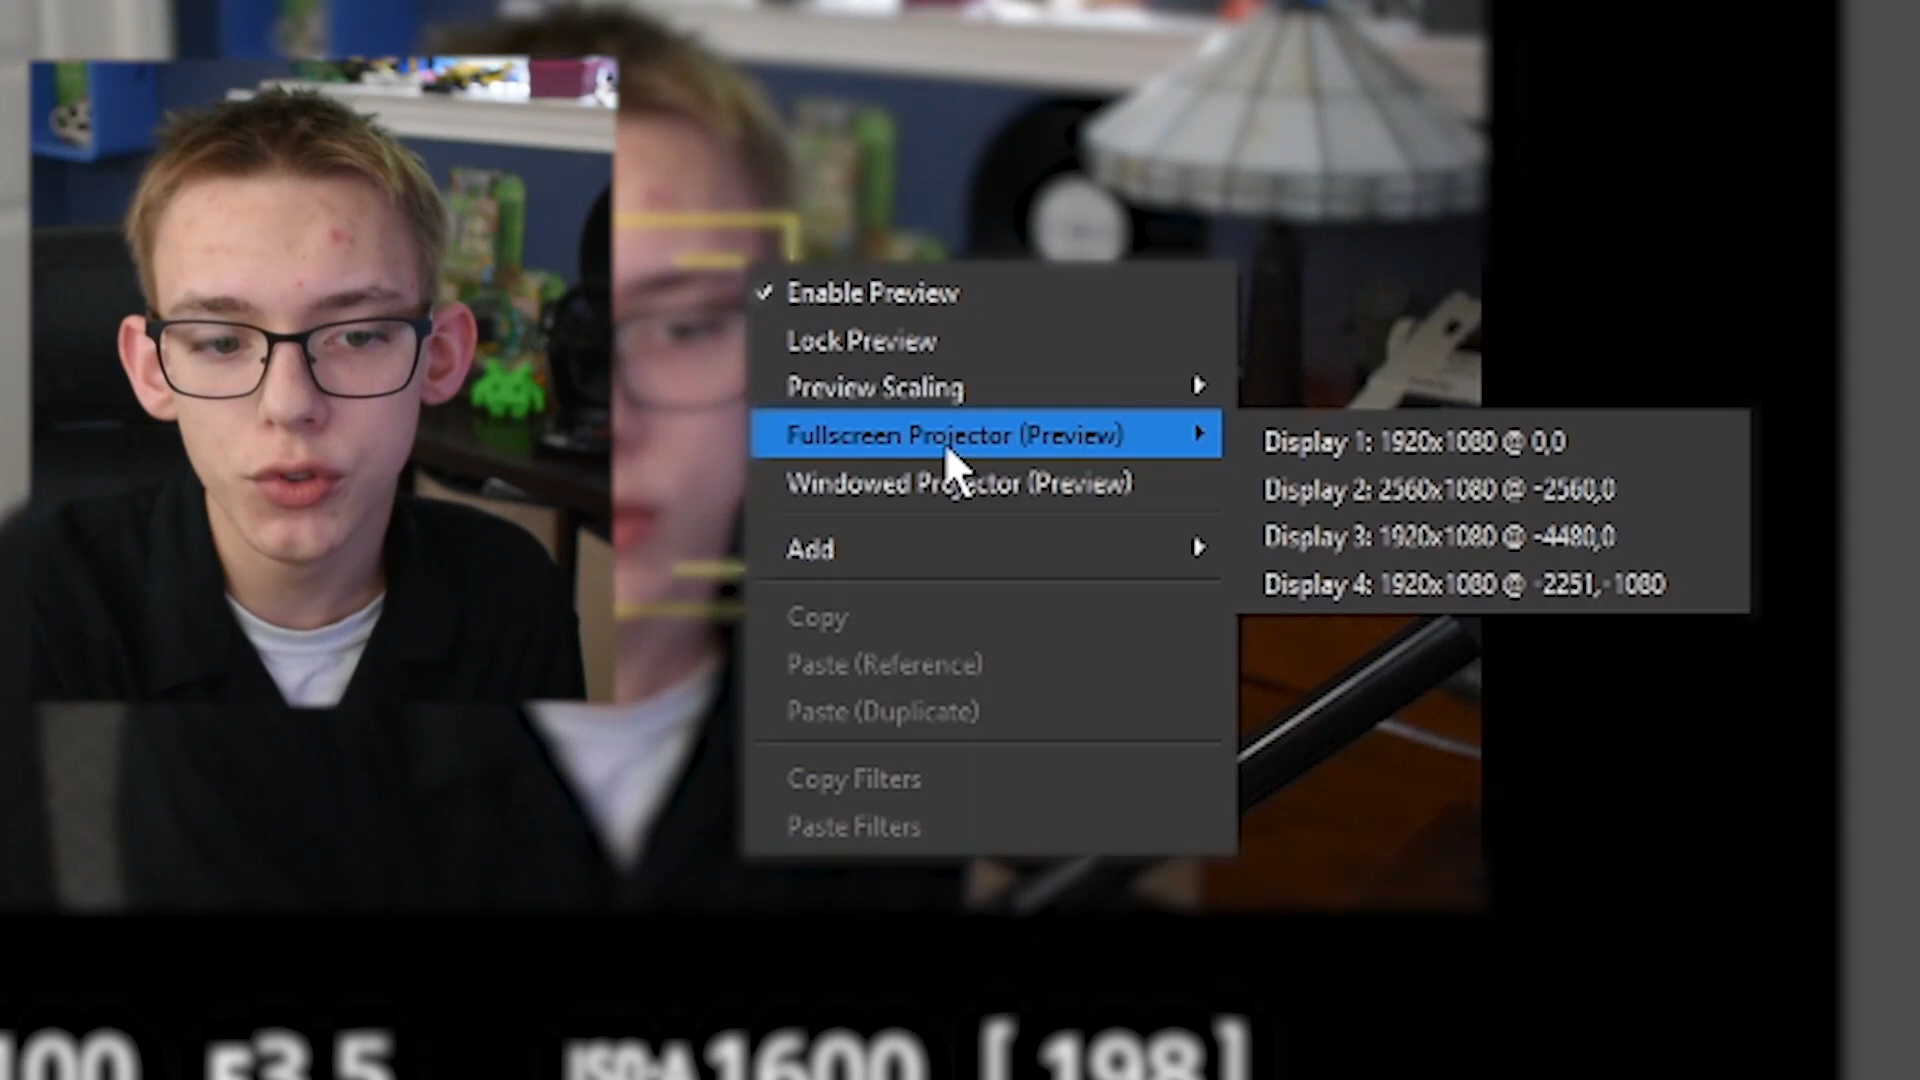 Enable Preview
Lock Preview
Preview Scaling
Fullscreen Projector (Preview)
Windowed Projector (Preview)
Add
Copy
Paste (Reference)
Paste (Duplicate)
Copy Filters
Paste Filters
Display 1: 1920x1080 @ 0,0
Display 2: 2560x1080 @ -2560,0
Display 3: 1920x1080 @ -4480,0
Display 4: 1920x1080 @ -2251,-1080
100 F3.5 ISO-A 1600 [ 198 ]